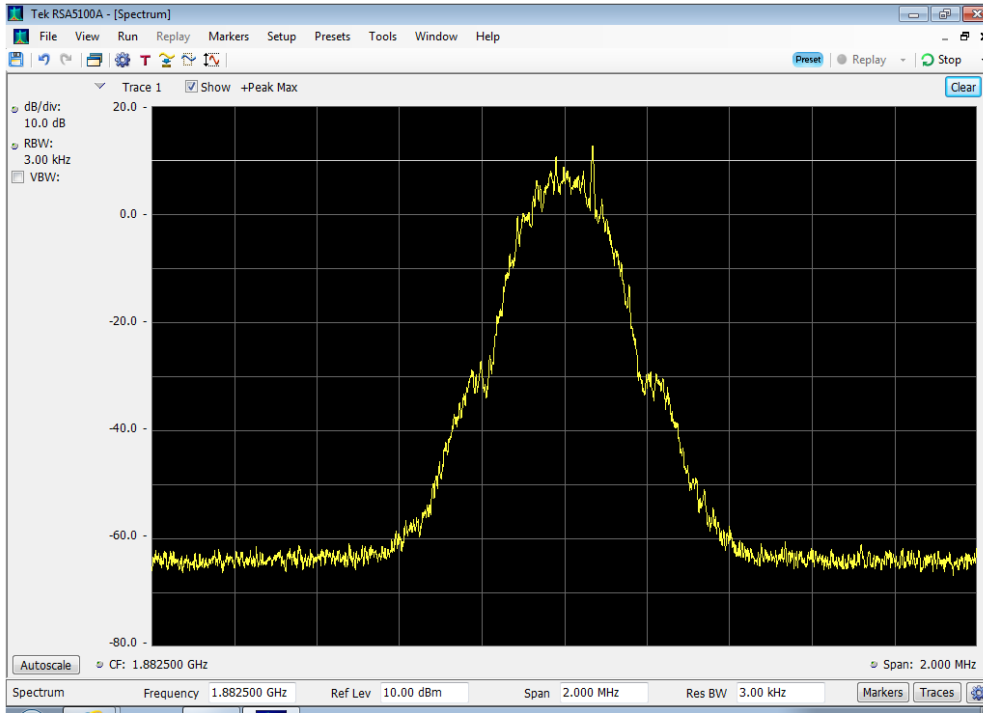 Tek RSA5100A - [Spectrum]
File View Run Replay Markers Setup Presets Tools Window Help
T Preset Replay Stop
Trace 1 Show +Peak Max Clear
dB/div:
10.0 dB
RBW:
3.00 kHz
VBW:
20.0 -
0.0 -
-20.0 -
-40.0 -
-60.0 -
-80.0 -
Autoscale CF: 1.882500 GHz Span: 2.000 MHz
Spectrum Frequency 1.882500 GHz Ref Lev 10.00 dBm Span 2.000 MHz Res BW 3.00 kHz Markers Traces